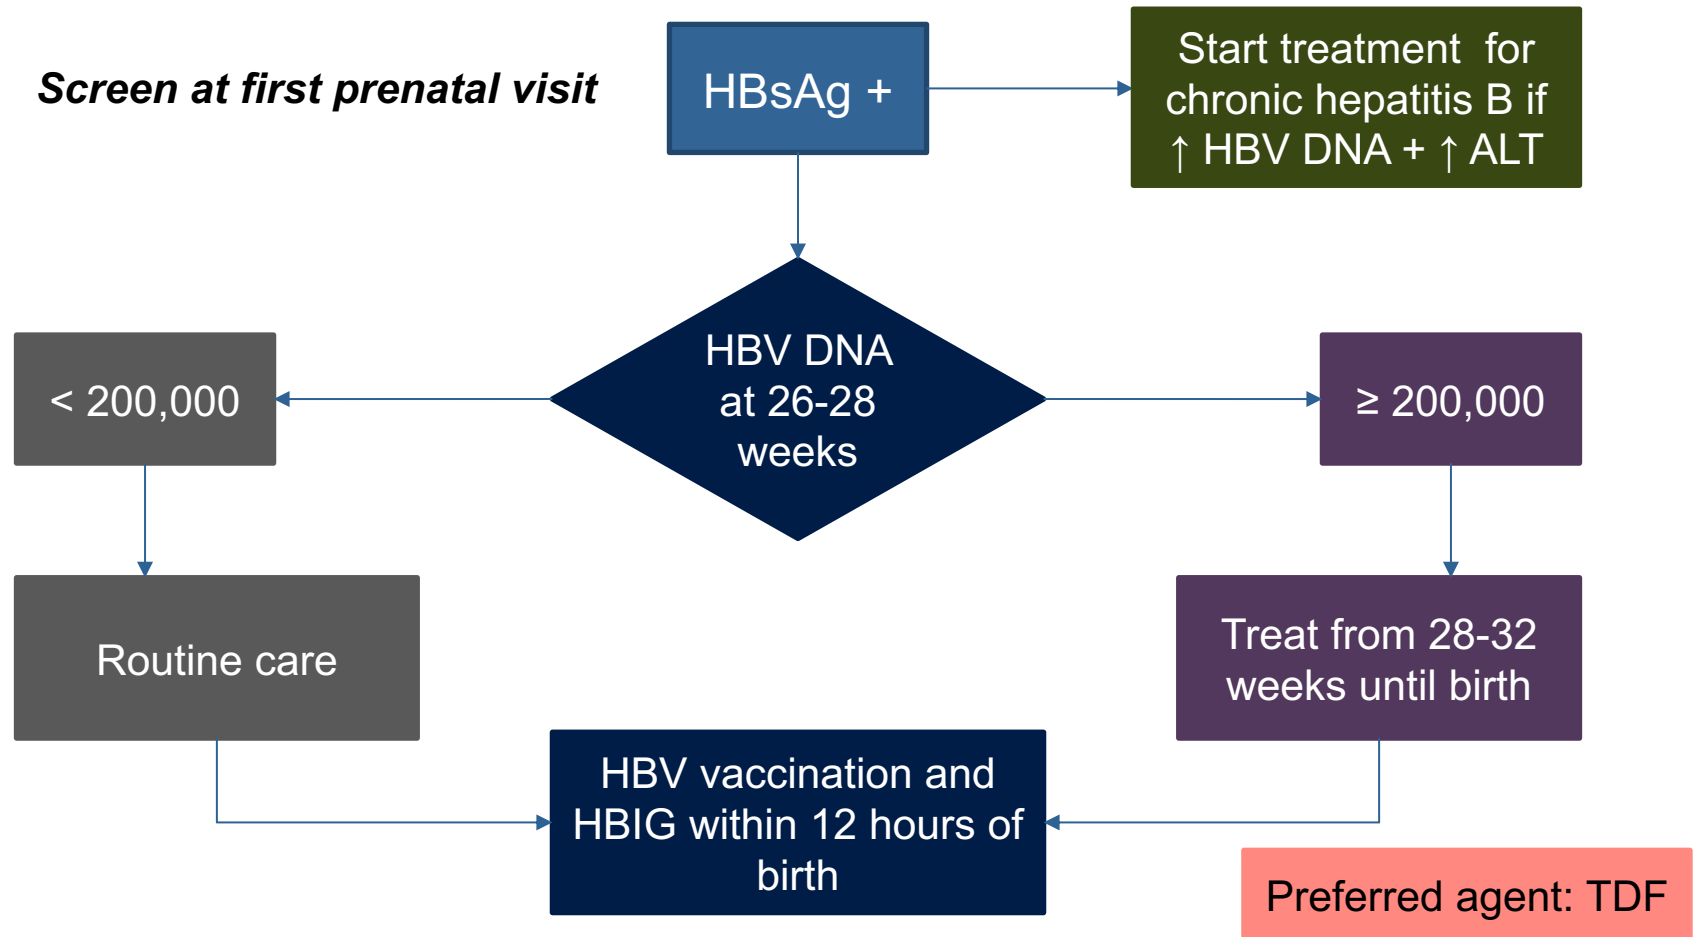 Screen at first prenatal visit
HBsAg +
Start treatment for
chronic hepatitis B if
↑ HBV DNA + ↑ ALT
HBV DNA
at 26-28
weeks
< 200,000
≥ 200,000
Routine care
Treat from 28-32
weeks until birth
HBV vaccination and
HBIG within 12 hours of
birth
Preferred agent: TDF